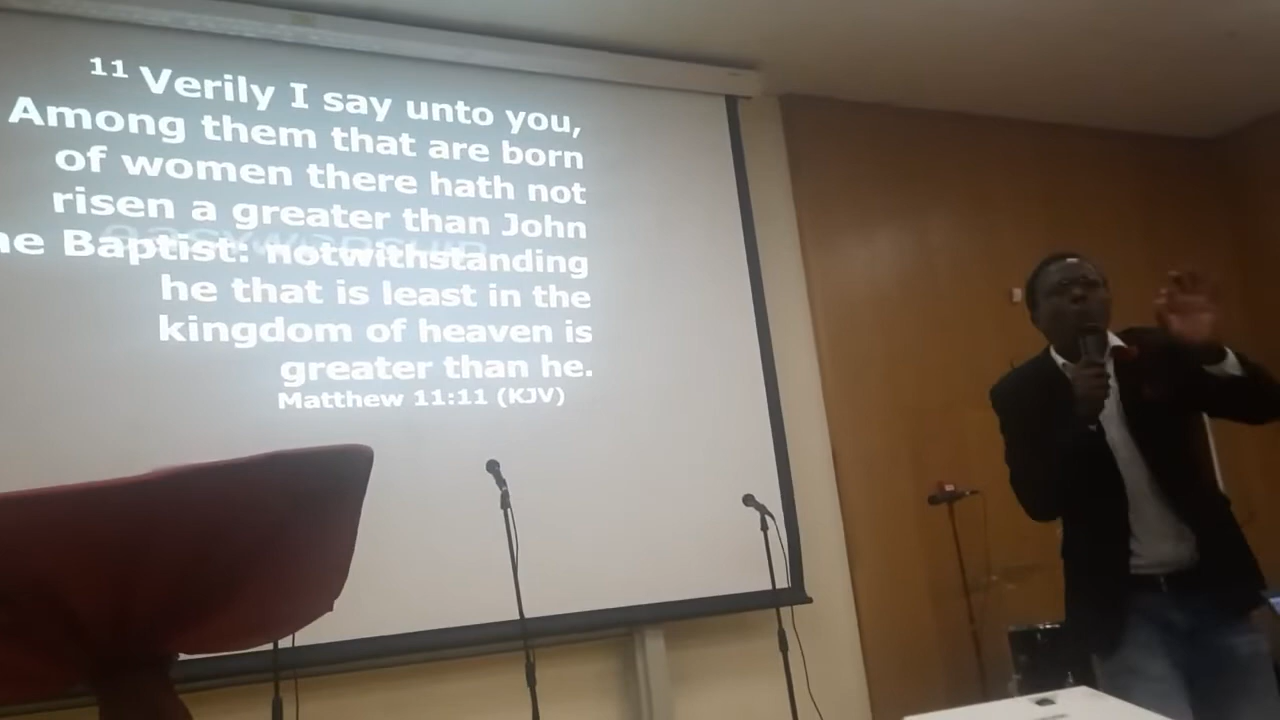 11 Verily I say unto you,
Among them that are born
of women there hath not
risen a greater than John
he Baptist: notwithstanding
he that is least in the
kingdom of heaven is
greater than he.
Matthew 11:11 (KJV)